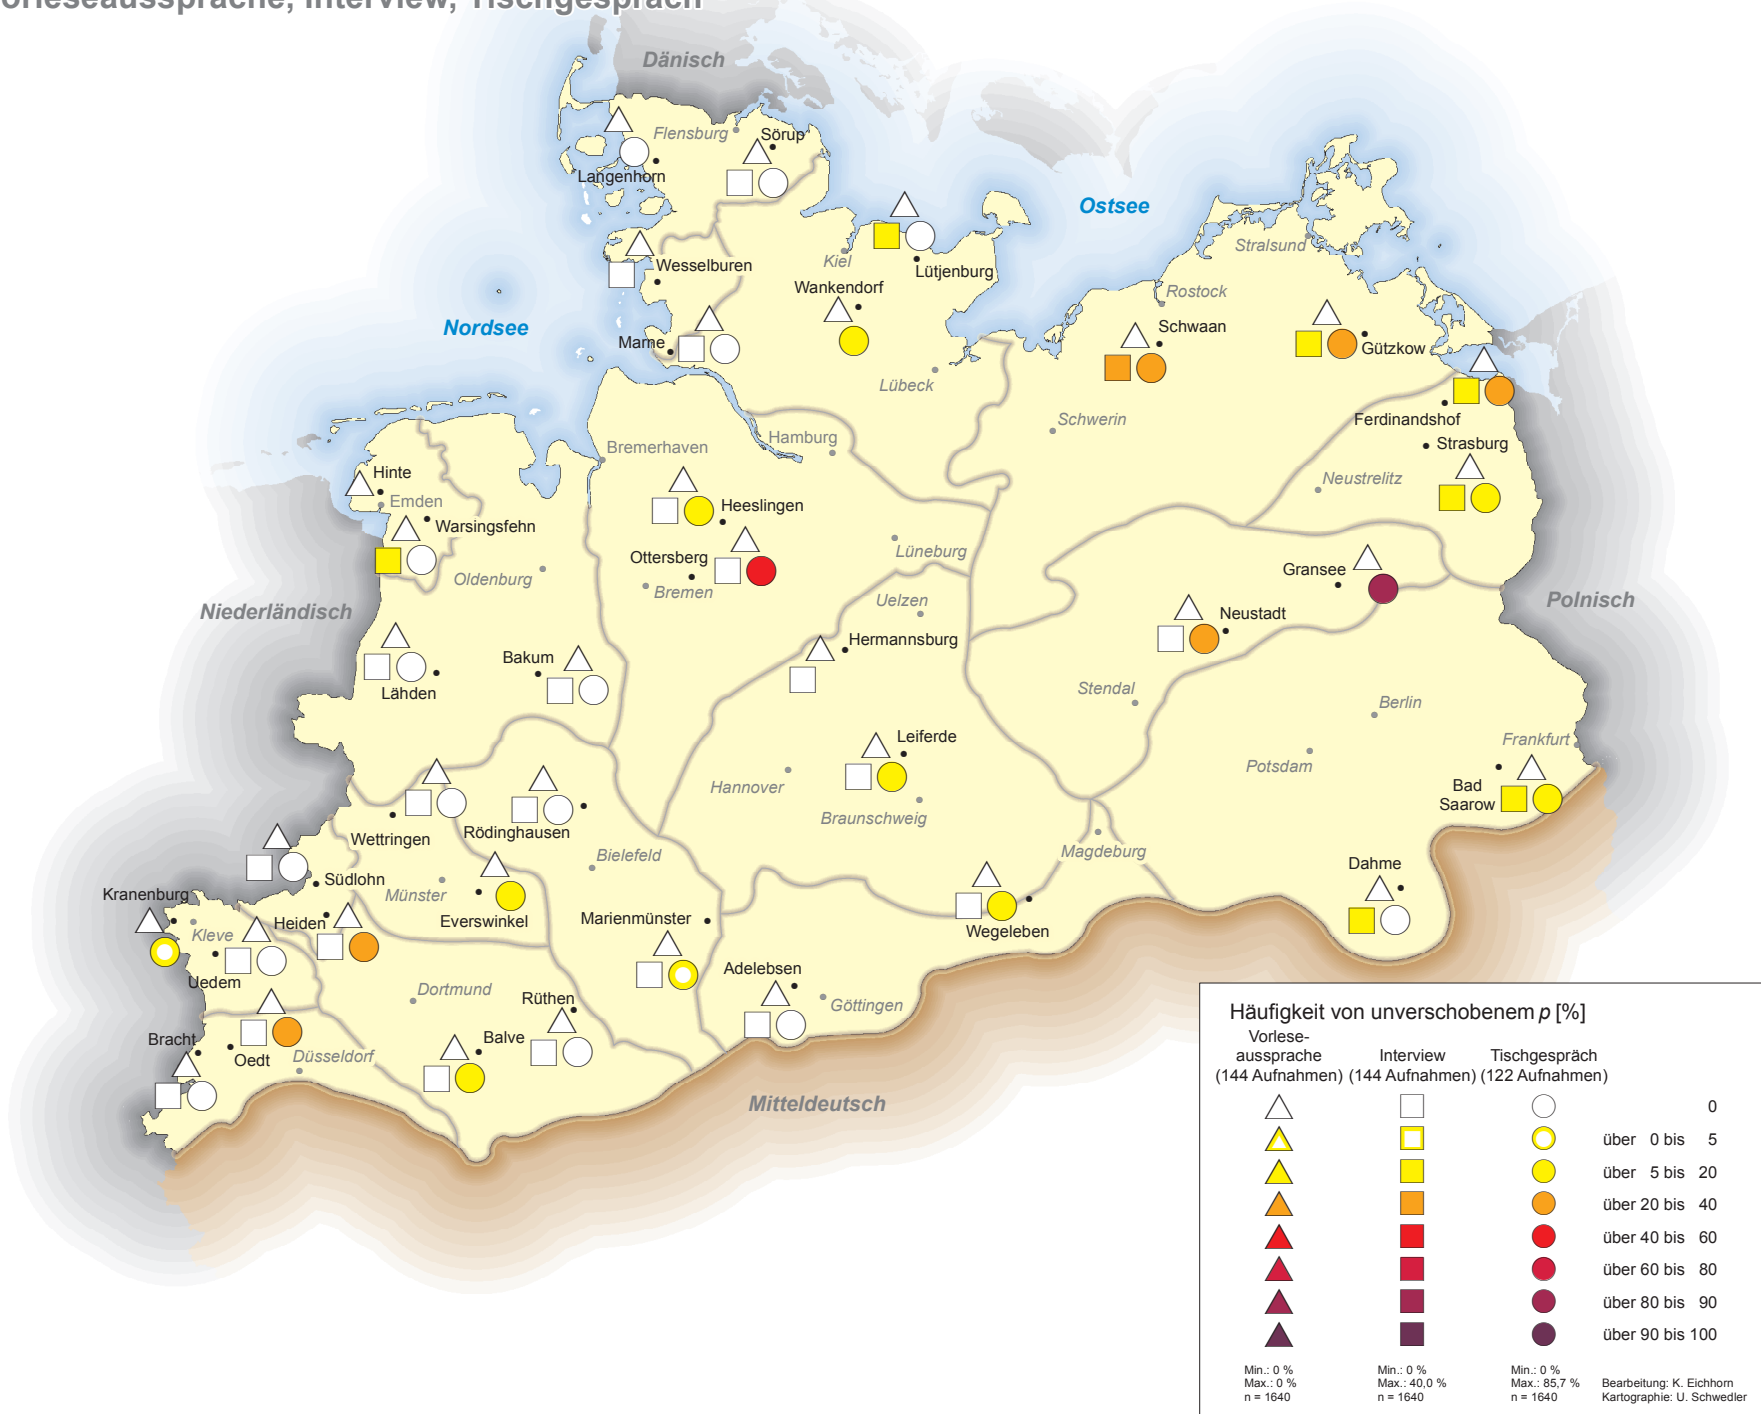 orleseaussprache, Interview, Tischgespräch
Dänisch
Flensburg
Sörup
Langenhorn
Ostsee
Stralsund
Wesselburen
Kiel
Lütjenburg
Wankendorf
Rostock
Nordsee
Schwaan
Marne
Gützkow
Lübeck
Schwerin
Ferdinandshof
Hamburg
Bremerhaven
Strasburg
Hinte
Neustrelitz
Emden
Heeslingen
Warsingsfehn
Lüneburg
Ottersberg
Gransee
Oldenburg
Bremen
Uelzen
Polnisch
Niederländisch
Neustadt
Hermannsburg
Bakum
Lähden
Stendal
Berlin
Leiferde
Frankfurt
Potsdam
Hannover
Bad
Saarow
Braunschweig
Rödinghausen
Wettringen
Bielefeld
Magdeburg
Dahme
Südlohn
Münster
Kranenburg
Everswinkel
Marienmünster
Heiden
Wegeleben
Kleve
Adelebsen
Uedem
Dortmund
Rüthen
Göttingen
Bracht
Balve
Oedt
Düsseldorf
Mitteldeutsch
Häufigkeit von unverschobenem p [%]
Vorlese-
aussprache Interview Tischgespräch
(144 Aufnahmen) (144 Aufnahmen) (122 Aufnahmen)
0
über 0 bis 5
über 5 bis 20
über 20 bis 40
über 40 bis 60
über 60 bis 80
über 80 bis 90
über 90 bis 100
Min.: 0 % Min.: 0 % Min.: 0 %
Max.: 0 % Max.: 40,0 % Max.: 85,7 % Bearbeitung: K. Eichhorn
n = 1640 n = 1640 n = 1640 Kartographie: U. Schwedler